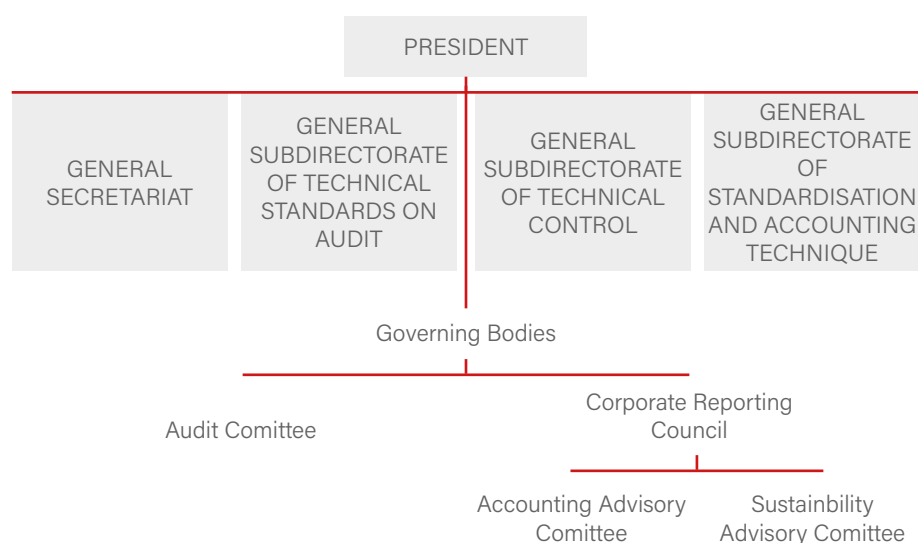 PRESIDENT
GENERAL
SECRETARIAT
GENERAL
SUBDIRECTORATE
OF TECHNICAL
STANDARDS ON
AUDIT
GENERAL
SUBDIRECTORATE
OF TECHNICAL
CONTROL
GENERAL
SUBDIRECTORATE
OF
STANDARDISATION
AND ACCOUNTING
TECHNIQUE
Governing Bodies
Audit Comittee
Corporate Reporting
Council
Accounting Advisory
Comittee
Sustainbility
Advisory Comittee